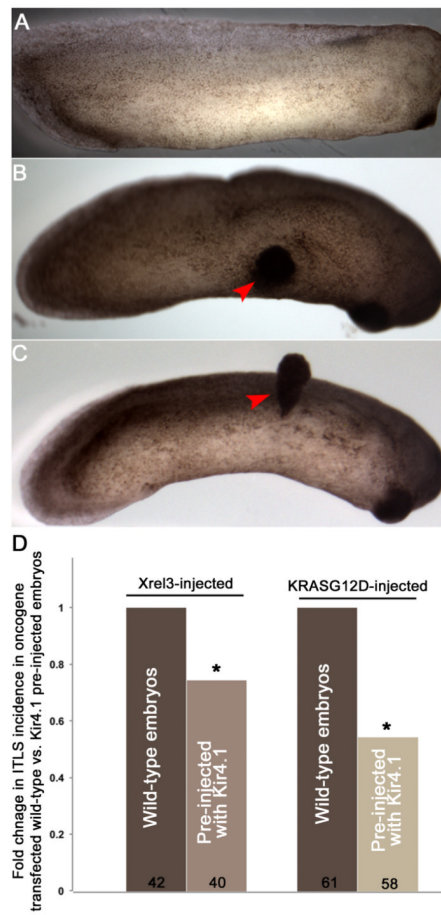 A
B
C
D
Fold chnage in ITLS incidence in oncogene
transfected wild-type vs. Kir4.1 pre-injected embryos
1
0.8
0.6
0.4
0.2
0
Xrel3-injected
KRASG12D-injected
Wild-type embryos
*
Pre-injected
with Kir4.1
Wild-type embryos
*
Pre-injected
with Kir4.1
42
40
61
58